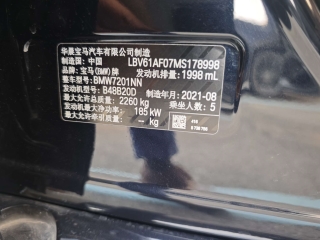 华晨宝马汽车有限公司制造
制造国：中国 LBV61AF07MS178998
品牌：宝马(BMW)牌 发动机排量：1998 mL
整车型号：BMW7201NN
发动机型号：B48B20D 制造年月：2021-08
最大允许总质量：2260 kg 乘坐人数：5
发动机最大净功率：185 kW
最大允许牵引质量：- kg